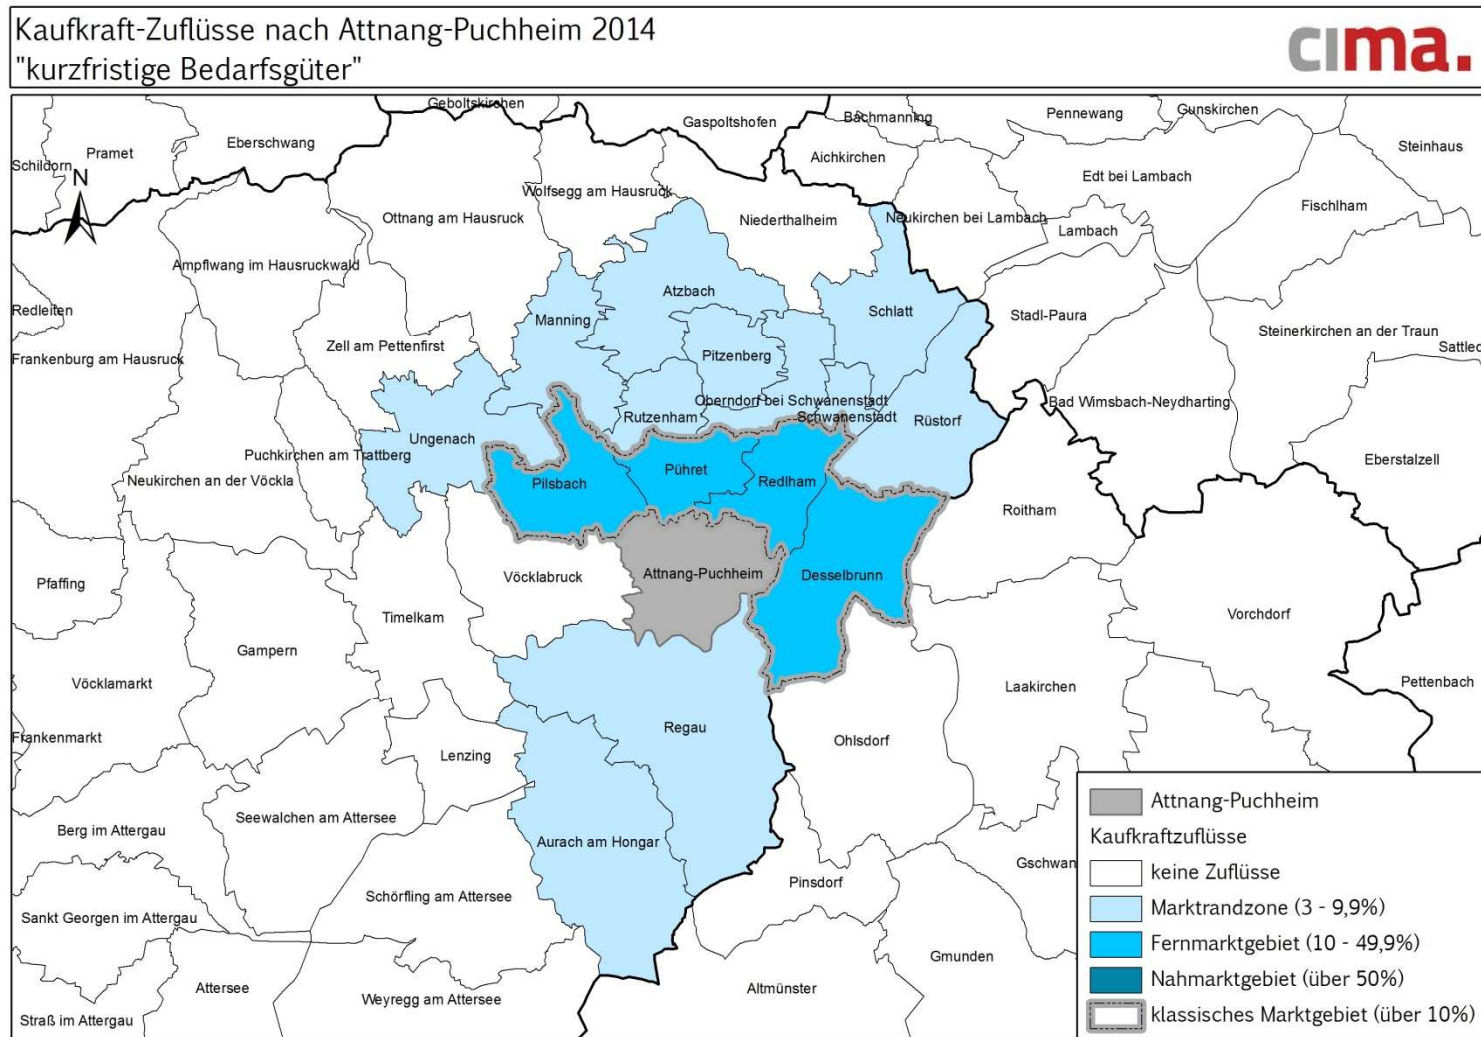 Kaufkraft-Zuflüsse nach Attnang-Puchheim 2014
"kurzfristige Bedarfsgüter"
cima.
Geboltskirchen
Gaspoltshofen
Bachmanning
Pennewang
Gunskirchen
Schildorn
Pramet
Eberschwang
Aichkirchen
Steinhaus
N
Wolfsegg am Hausruck
Edt bei Lambach
Ottnang am Hausruck
Niederthalheim
Neukirchen bei Lambach
Lambach
Fischlham
Ampflwang im Hausruckwald
Atzbach
Redleiten
Manning
Schlatt
Stadl-Paura
Steinerkirchen an der Traun
Frankenburg am Hausruck
Zell am Pettenfirst
Pitzenberg
Sattled
Oberndorf bei Schwanenstadt
Bad Wimsbach-Neydharting
Rutzenham
Schwanenstadt
Rüstorf
Ungenach
Puchkirchen am Trattberg
Eberstalzell
Neukirchen an der Vöckla
Pilsbach
Pühret
Redlham
Roitham
Pfaffing
Vöcklabruck
Attnang-Puchheim
Desselbrunn
Timelkam
Vorchdorf
Gampern
Vöcklamarkt
Laakirchen
Pettenbach
Frankenmarkt
Regau
Ohlsdorf
Lenzing
Berg im Attergau
Seewalchen am Attersee
Aurach am Hongar
Gschwan
Pinsdorf
Sankt Georgen im Attergau
Schörfling am Attersee
Gmunden
Attersee
Weyregg am Attersee
Altmünster
Straß im Attergau
Attnang-Puchheim
Kaufkraftzuflüsse
keine Zuflüsse
Marktrandzone (3 - 9,9%)
Fernmarktgebiet (10 - 49,9%)
Nahmarktgebiet (über 50%)
klassisches Marktgebiet (über 10%)